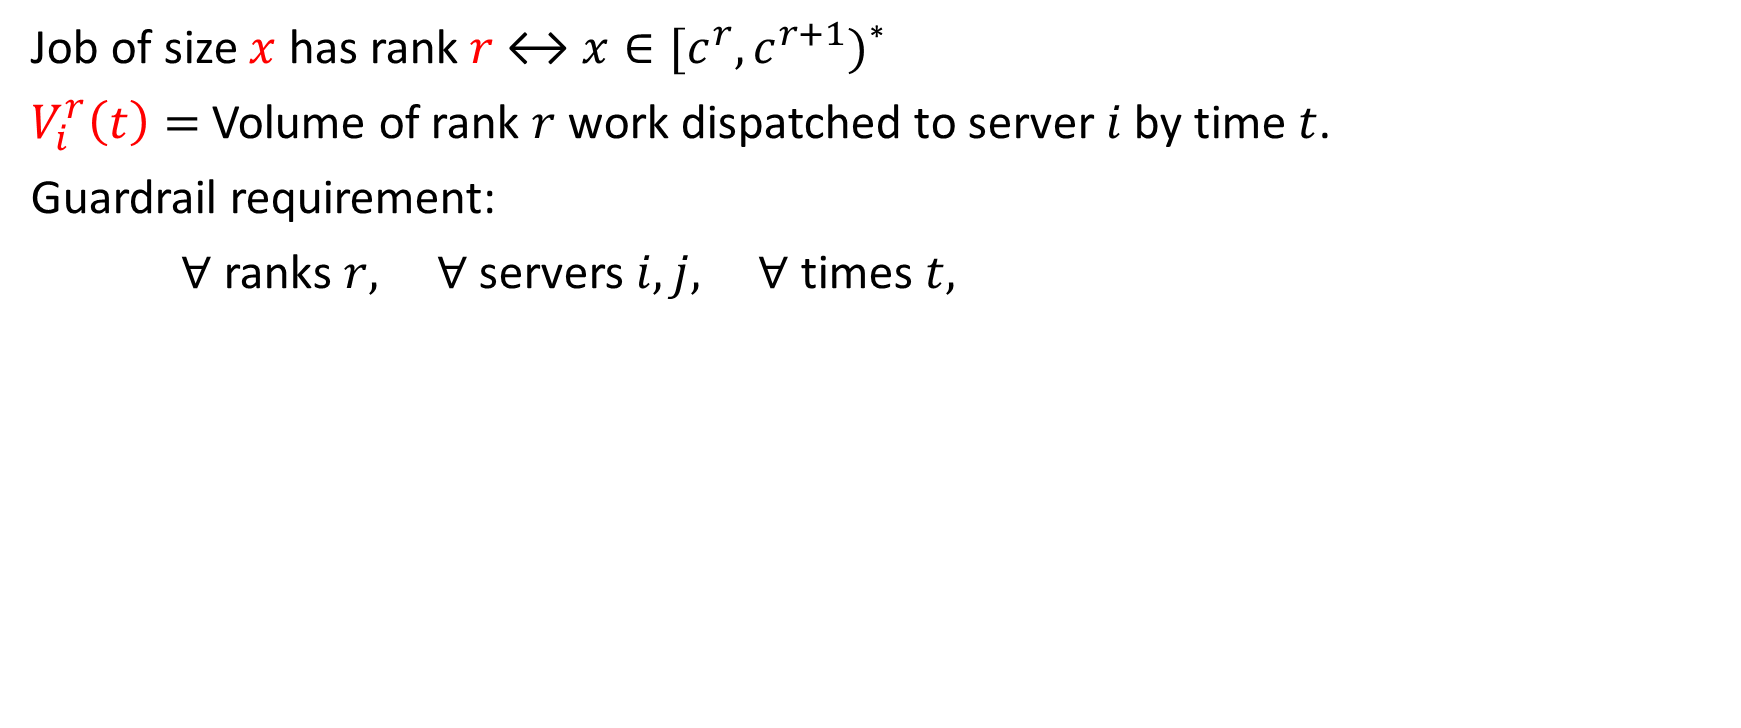 Job of size 𝑥 has rank 𝑟 ↔ 𝑥 ∈ [𝑐^𝑟, 𝑐^{𝑟+1})*
𝑉_𝑖^𝑟(𝑡) = Volume of rank 𝑟 work dispatched to server 𝑖 by time 𝑡.
Guardrail requirement:
∀ ranks 𝑟, ∀ servers 𝑖, 𝑗, ∀ times 𝑡,